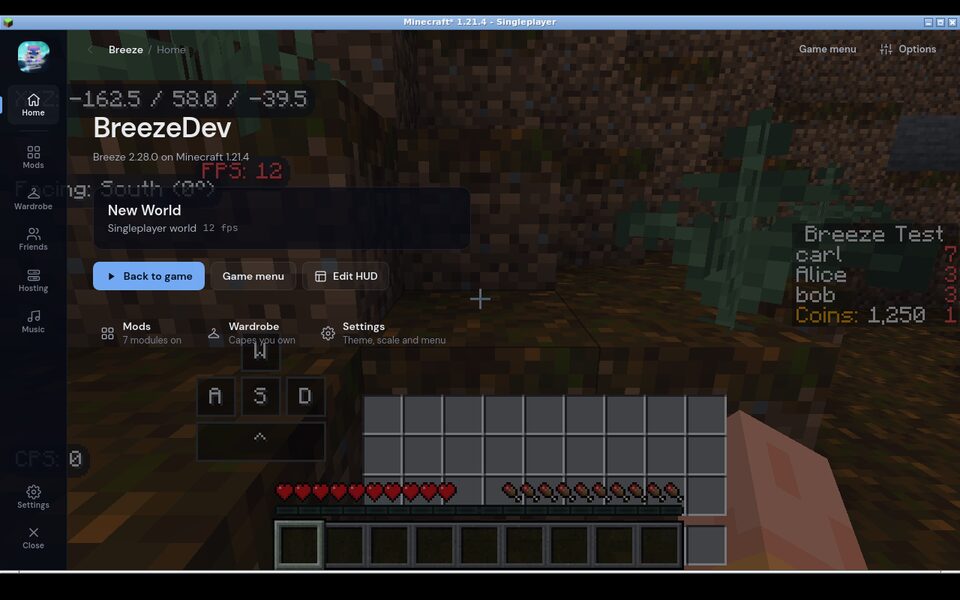 Minecraft* 1.21.4 - Singleplayer
Breeze / Home
Game menu
Options
Home
-162.5 / 58.0 / -39.5
BreezeDev
Breeze 2.28.0 on Minecraft 1.21.4
FPS: 12
Mods
Facing: South (0°)
Wardrobe
New World
Singleplayer world 12 fps
Friends
Breeze Test
carl 7
Alice 3
bob 3
Coins: 1,250 1
Back to game
Game menu
Edit HUD
Hosting
Music
Mods
7 modules on
Wardrobe
Capes you own
Settings
Theme, scale and menu
W
A
S
D
^
CPS: 0
Settings
Close